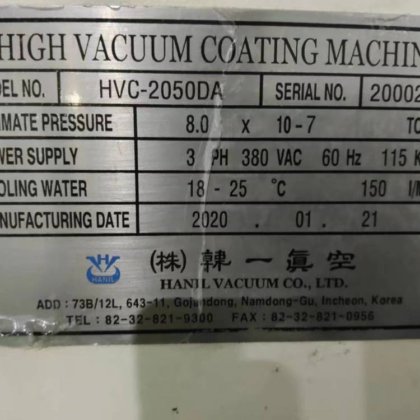 HIGH VACUUM COATING MACHIN
DEL NO. HVC-2050DA SERIAL NO. 20002
IMATE PRESSURE 8.0 x 10-7 TO
WER SUPPLY 3 PH 380 VAC 60 Hz 115 K
OLING WATER 18 - 25 °C 150 l/M
NUFACTURING DATE 2020 . 01 . 21
HANIL (株) 韓一眞空
HANIL VACUUM CO., LTD.
ADD : 73B/12L, 643-11, Gojandong, Namdong-Gu, Incheon, Korea
TEL : 82-32-821-9300 FAX : 82-32-821-0956